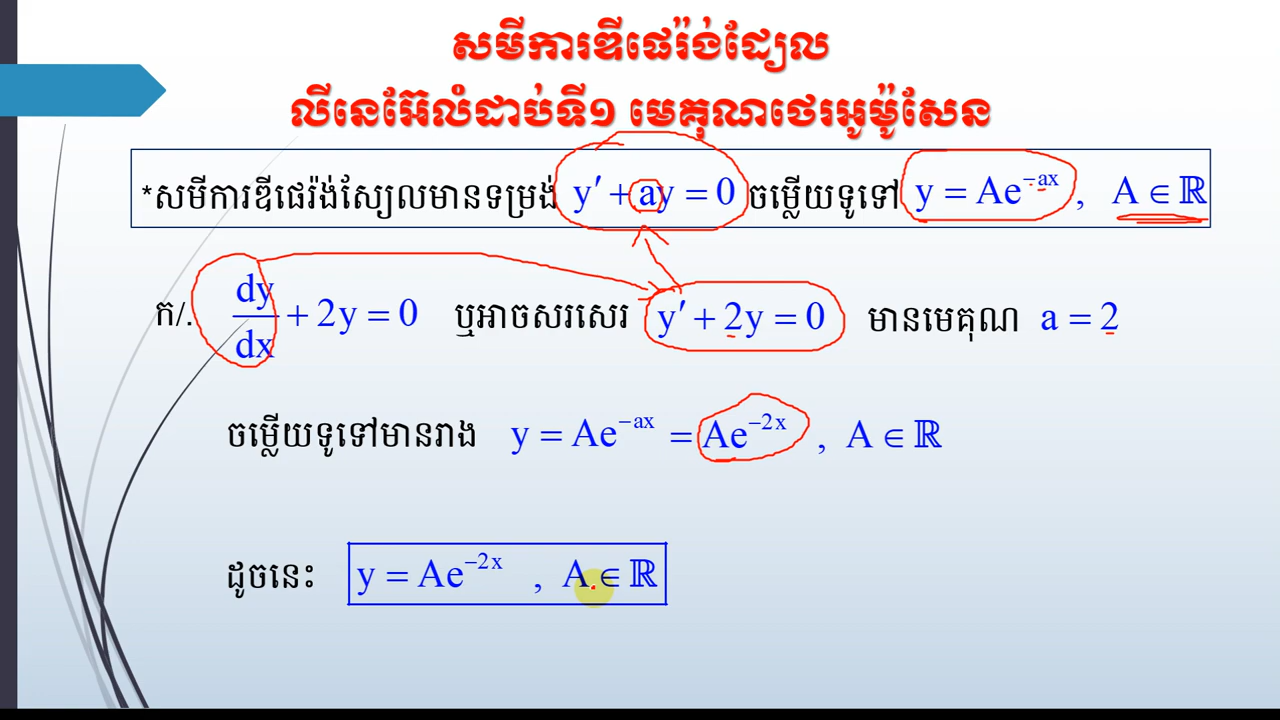 សមីការឌីផេរ៉ង់ដ្យែល
លីនេអ៊ែលំដាប់ទី១ មេគុណថេរអូម៉ូសែន
*សមីការឌីផេរ៉ង់ស្យែលមានទម្រង់ y′ + ay = 0 ចម្លើយទូទៅ y = Ae^{−ax} , A ∈ ℝ
ក/. dy/dx + 2y = 0 ឬអាចសរសេរ y′ + 2y = 0 មានមេគុណ a = 2
ចម្លើយទូទៅមានរាង y = Ae^{−ax} = Ae^{−2x} , A ∈ ℝ
ដូចនេះ y = Ae^{−2x} , A ∈ ℝ